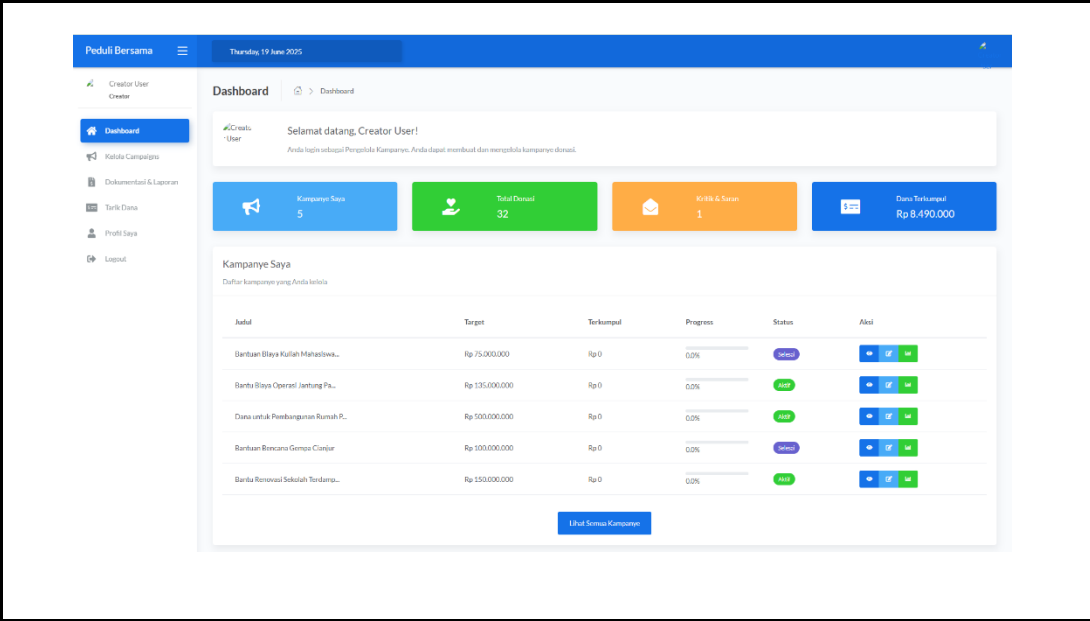 Peduli Bersama
Thursday, 19 June 2025
Creator User
Creator
Dashboard
Kelola Campaigns
Dokumentasi & Laporan
Tarik Dana
Profil Saya
Logout
Dashboard > Dashboard
Creator User
Selamat datang, Creator User!
Anda login sebagai Pengelola Kampanye. Anda dapat membuat dan mengelola kampanye donasi.
Kampanye Saya
5
Total Donasi
32
Kritik & Saran
1
Dana Terkumpul
Rp 8.490.000
Kampanye Saya
Daftar kampanye yang Anda kelola
Judul Target Terkumpul Progress Status Aksi
Bantuan Biaya Kuliah Mahasiswa... Rp 75.000.000 Rp 0 0.0% Selesai
Bantu Biaya Operasi Jantung Pa... Rp 135.000.000 Rp 0 0.0% Aktif
Dana untuk Pembangunan Rumah P... Rp 500.000.000 Rp 0 0.0% Aktif
Bantuan Bencana Gempa Cianjur Rp 100.000.000 Rp 0 0.0% Selesai
Bantu Renovasi Sekolah Terdamp... Rp 150.000.000 Rp 0 0.0% Aktif
Lihat Semua Kampanye